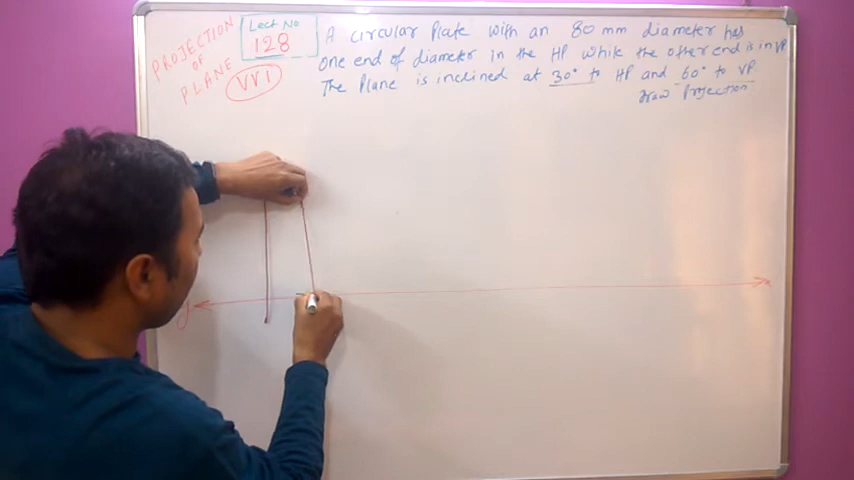 PROJECTION
OF
PLANE
VVI
Lect No
128
A circular Plate with an 80 mm diameter has
one end of diameter in the HP while the other end is in VP
The Plane is inclined at 30° to HP and 60° to VP
draw Projection
y
x